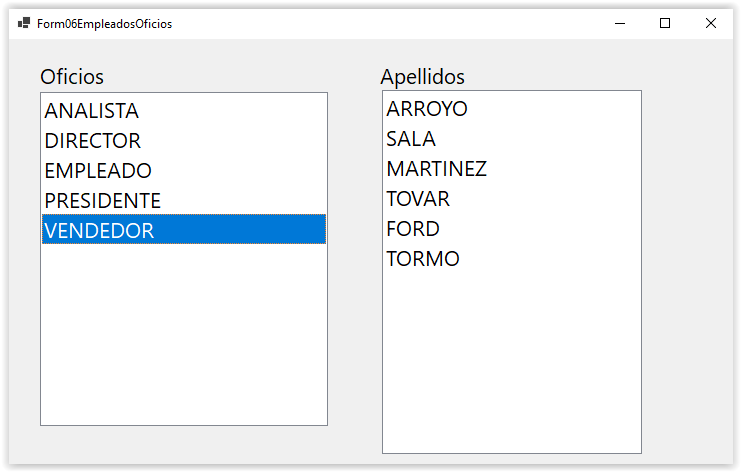 Form06EmpleadosOficios
Oficios
ANALISTA
DIRECTOR
EMPLEADO
PRESIDENTE
VENDEDOR
Apellidos
ARROYO
SALA
MARTINEZ
TOVAR
FORD
TORMO